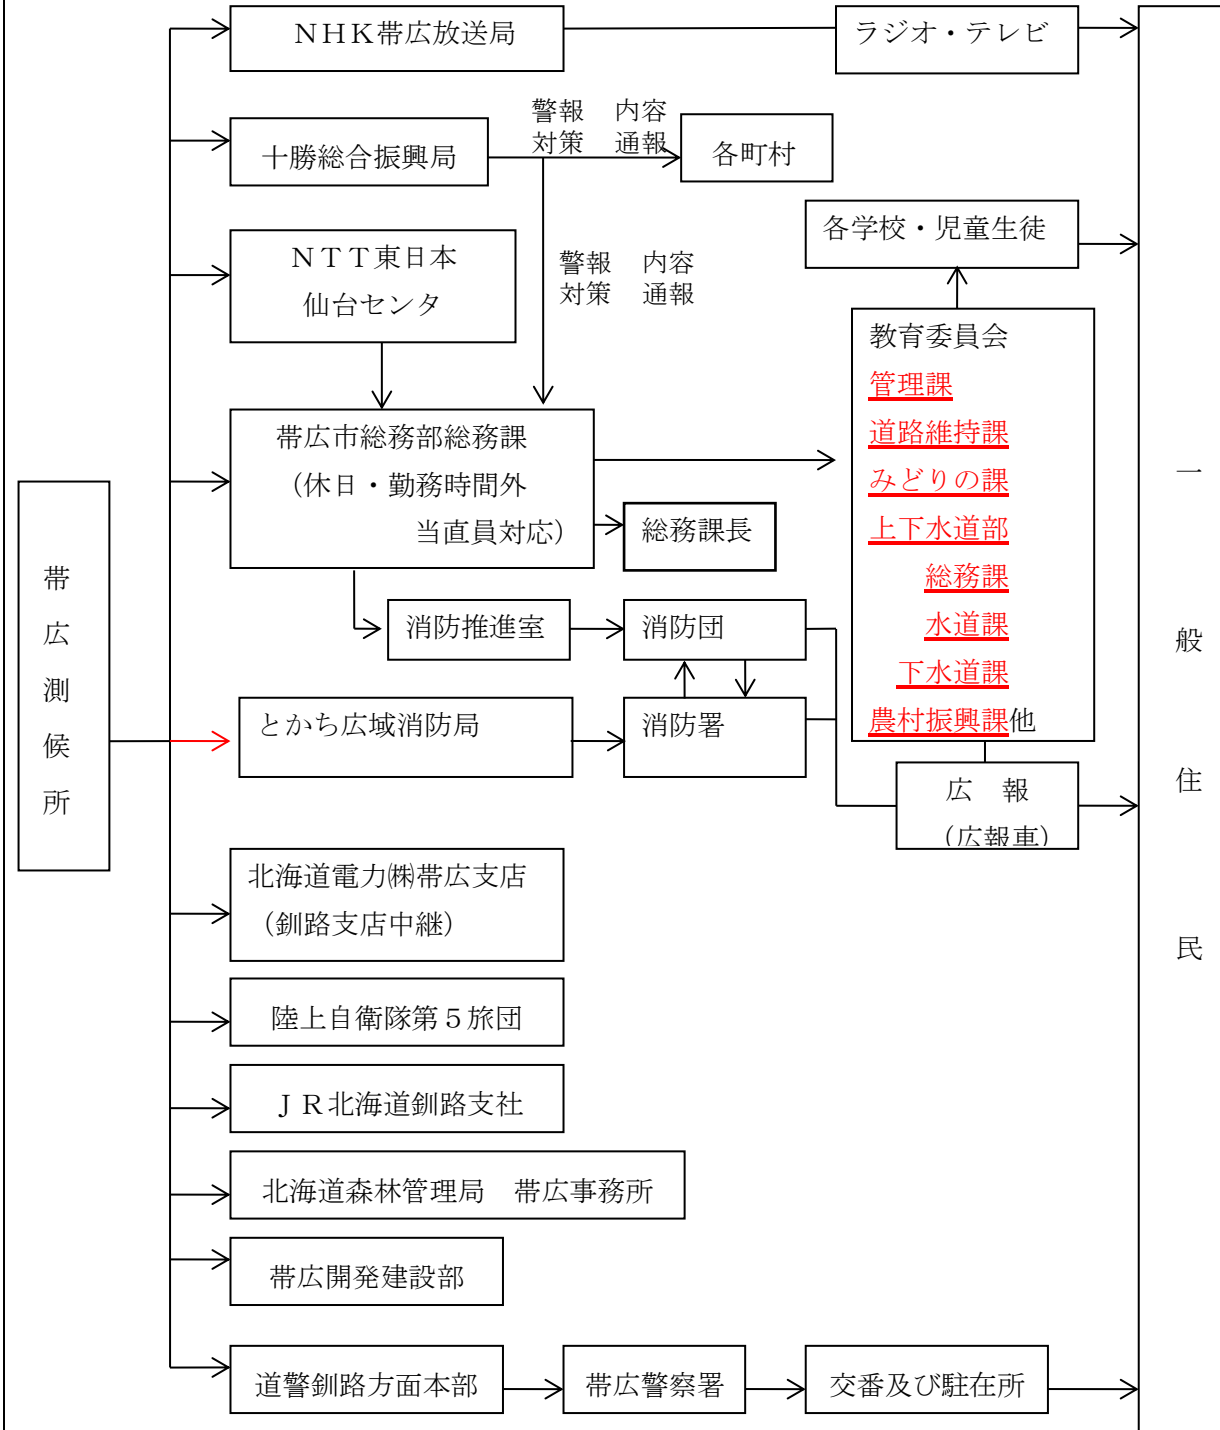 ＮＨＫ帯広放送局
ラジオ・テレビ
警報　内容
対策　通報
十勝総合振興局
各町村
各学校・児童生徒
ＮＴＴ東日本
仙台センタ
警報　内容
対策　通報
教育委員会
管理課
道路維持課
みどりの課
上下水道部
総務課
水道課
下水道課
農村振興課他
帯広市総務部総務課
（休日・勤務時間外
当直員対応）
総務課長
消防推進室
消防団
とかち広域消防局
消防署
広　報
（広報車）
帯広測候所
北海道電力㈱帯広支店
（釧路支店中継）
陸上自衛隊第５旅団
ＪＲ北海道釧路支社
北海道森林管理局　帯広事務所
帯広開発建設部
道警釧路方面本部
帯広警察署
交番及び駐在所
一般住民